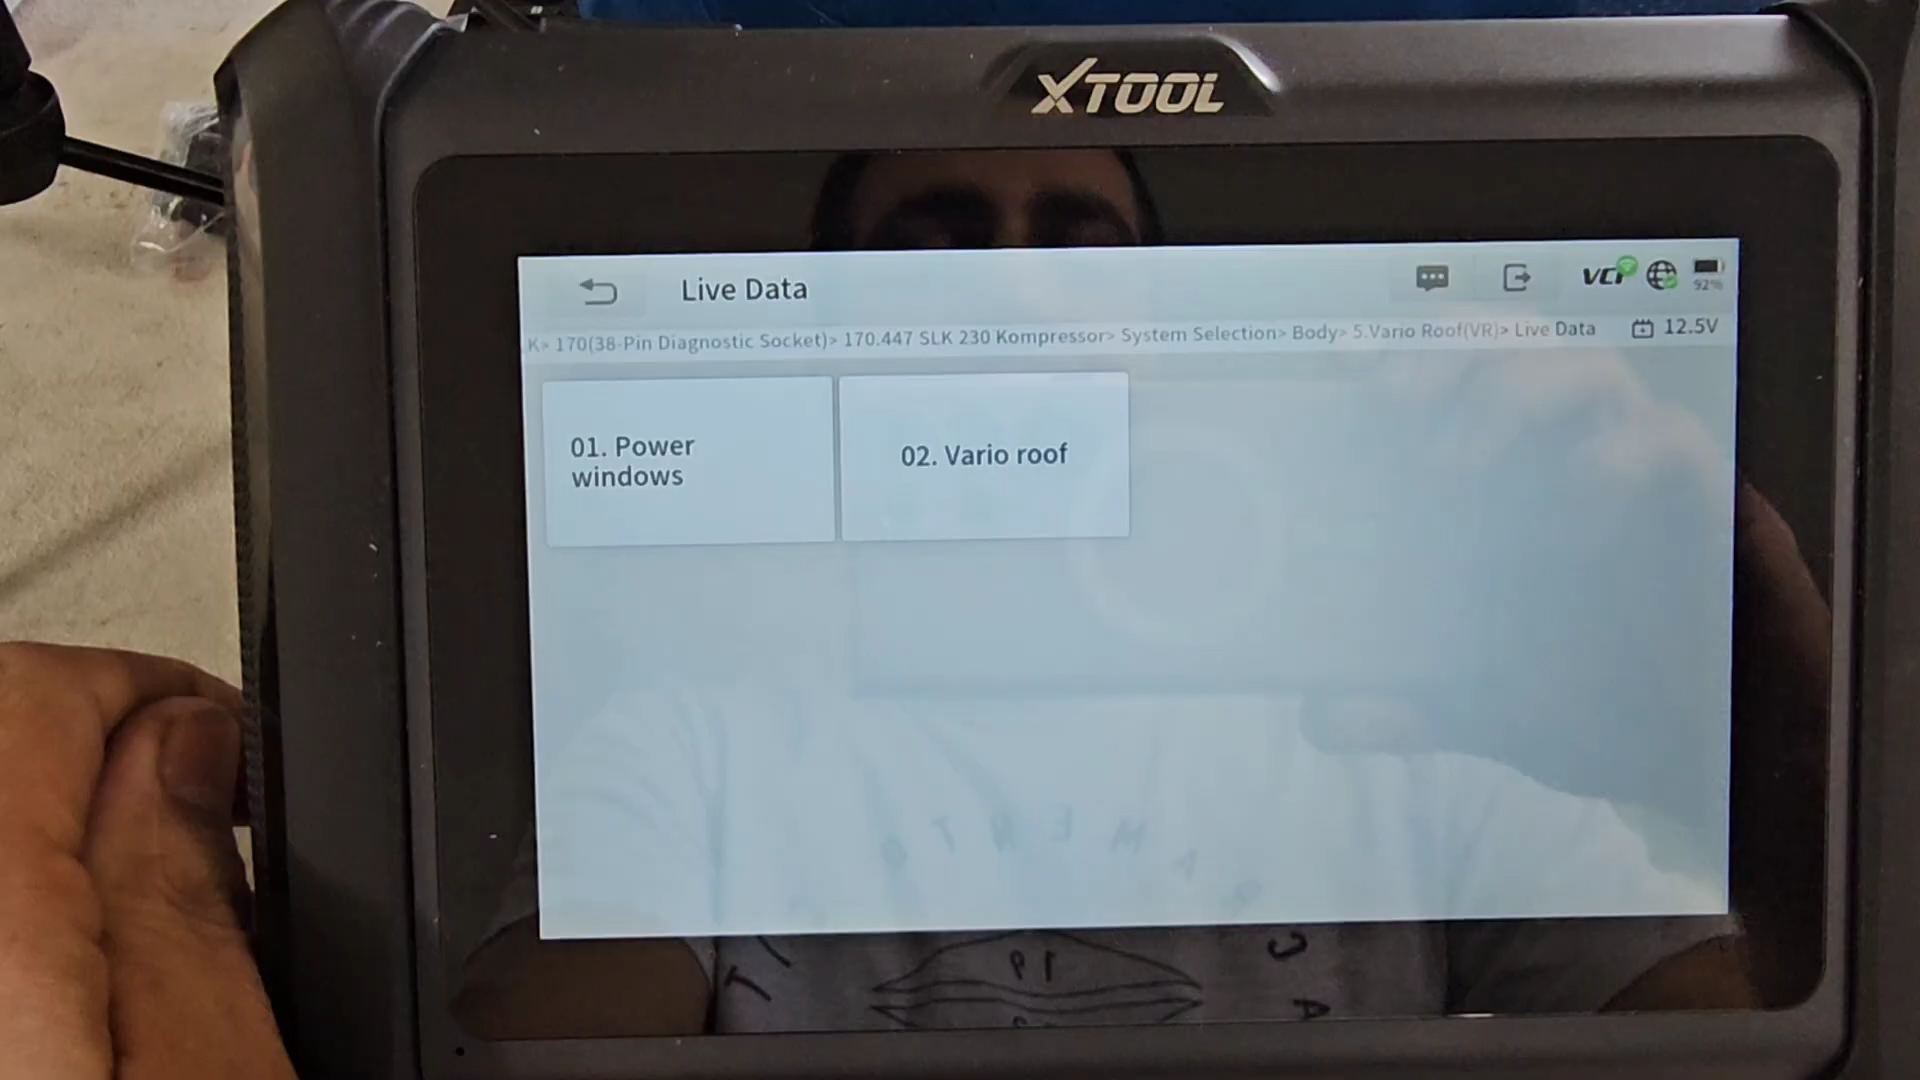 XTOOL
Live Data
VCI
92%
K> 170(38-Pin Diagnostic Socket)> 170.447 SLK 230 Kompressor> System Selection> Body> 5.Vario Roof(VR)> Live Data
12.5V
01. Power
windows
02. Vario roof